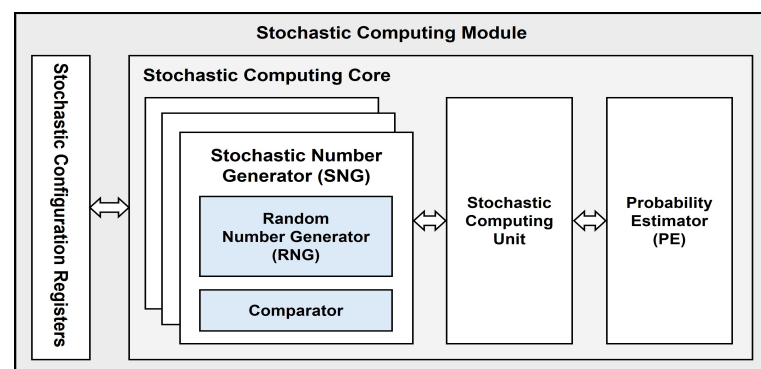 Stochastic Computing Module
Stochastic Configuration Registers
Stochastic Computing Core
Stochastic Number
Generator (SNG)
Random
Number Generator
(RNG)
Comparator
Stochastic
Computing
Unit
Probability
Estimator
(PE)